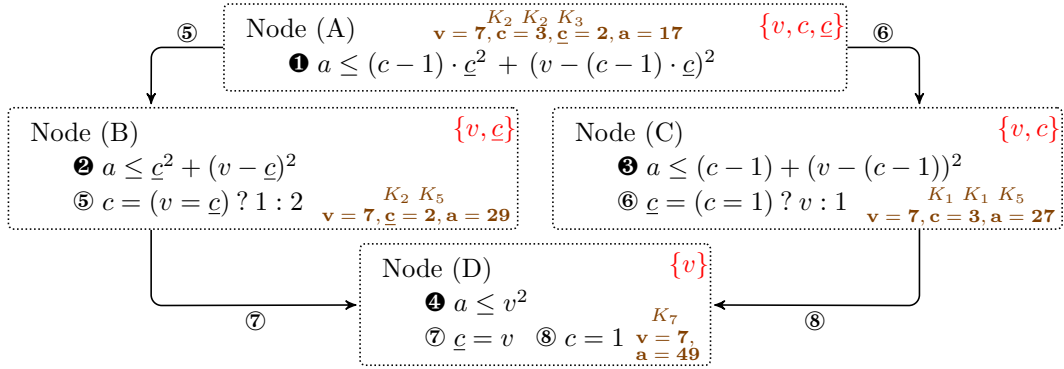 Node (A) K₂ K₂ K₃ {v, c, c̲}
v = 7, c = 3, c̲ = 2, a = 17
❶ a ≤ (c − 1) · c̲² + (v − (c − 1) · c̲)²
⑤
⑥
Node (B) {v, c̲}
❷ a ≤ c̲² + (v − c̲)²
⑤ c = (v = c̲) ? 1 : 2
K₂ K₅
v = 7, c̲ = 2, a = 29
Node (C) {v, c}
❸ a ≤ (c − 1) + (v − (c − 1))²
⑥ c̲ = (c = 1) ? v : 1
K₁ K₁ K₅
v = 7, c = 3, a = 27
⑦
⑧
Node (D) {v}
❹ a ≤ v²
⑦ c̲ = v ⑧ c = 1
K₇
v = 7,
a = 49